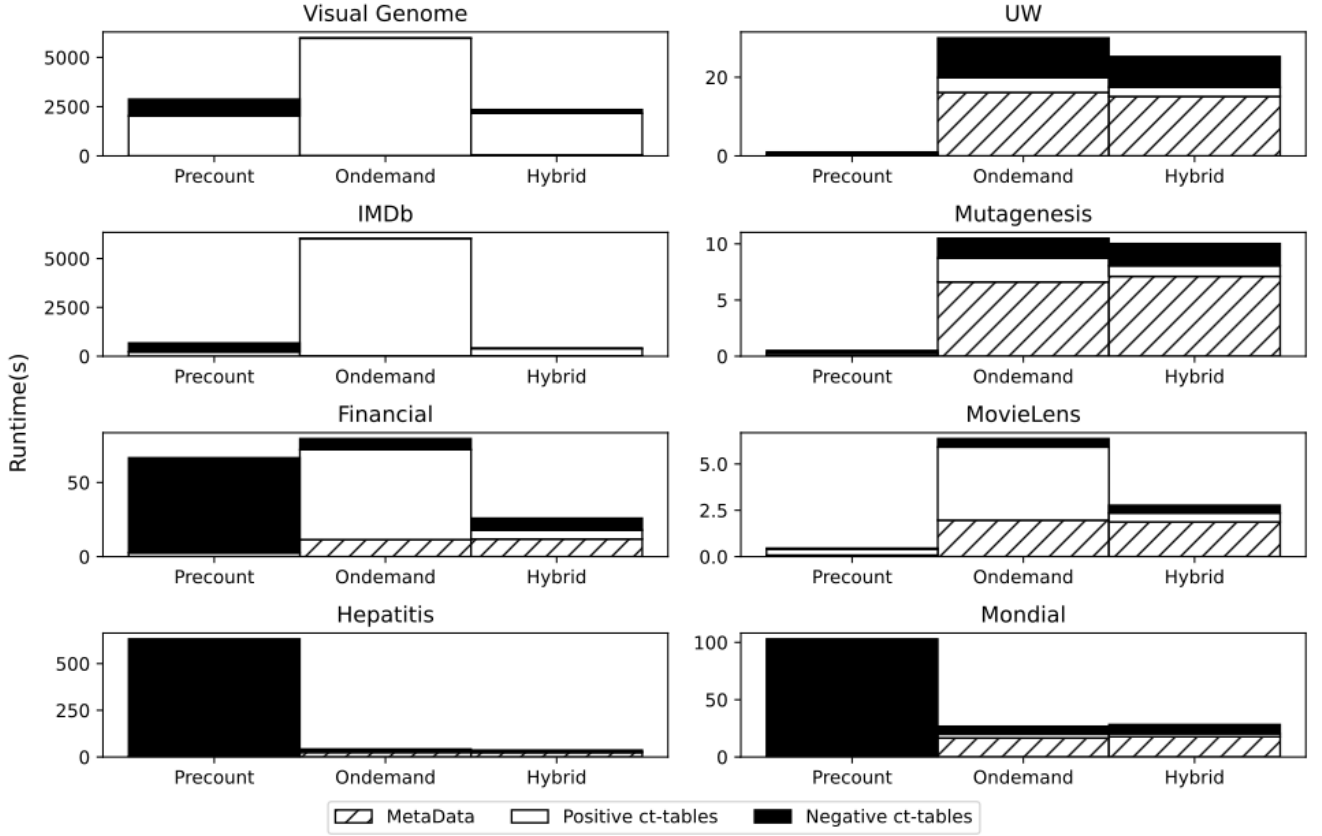 Visual Genome
5000
2500
0
Precount Ondemand Hybrid
UW
20
0
Precount Ondemand Hybrid
IMDb
5000
2500
0
Precount Ondemand Hybrid
Mutagenesis
10
5
0
Precount Ondemand Hybrid
Runtime(s)
Financial
50
0
Precount Ondemand Hybrid
MovieLens
5.0
2.5
0.0
Precount Ondemand Hybrid
Hepatitis
500
250
0
Precount Ondemand Hybrid
Mondial
100
50
0
Precount Ondemand Hybrid
MetaData Positive ct-tables Negative ct-tables